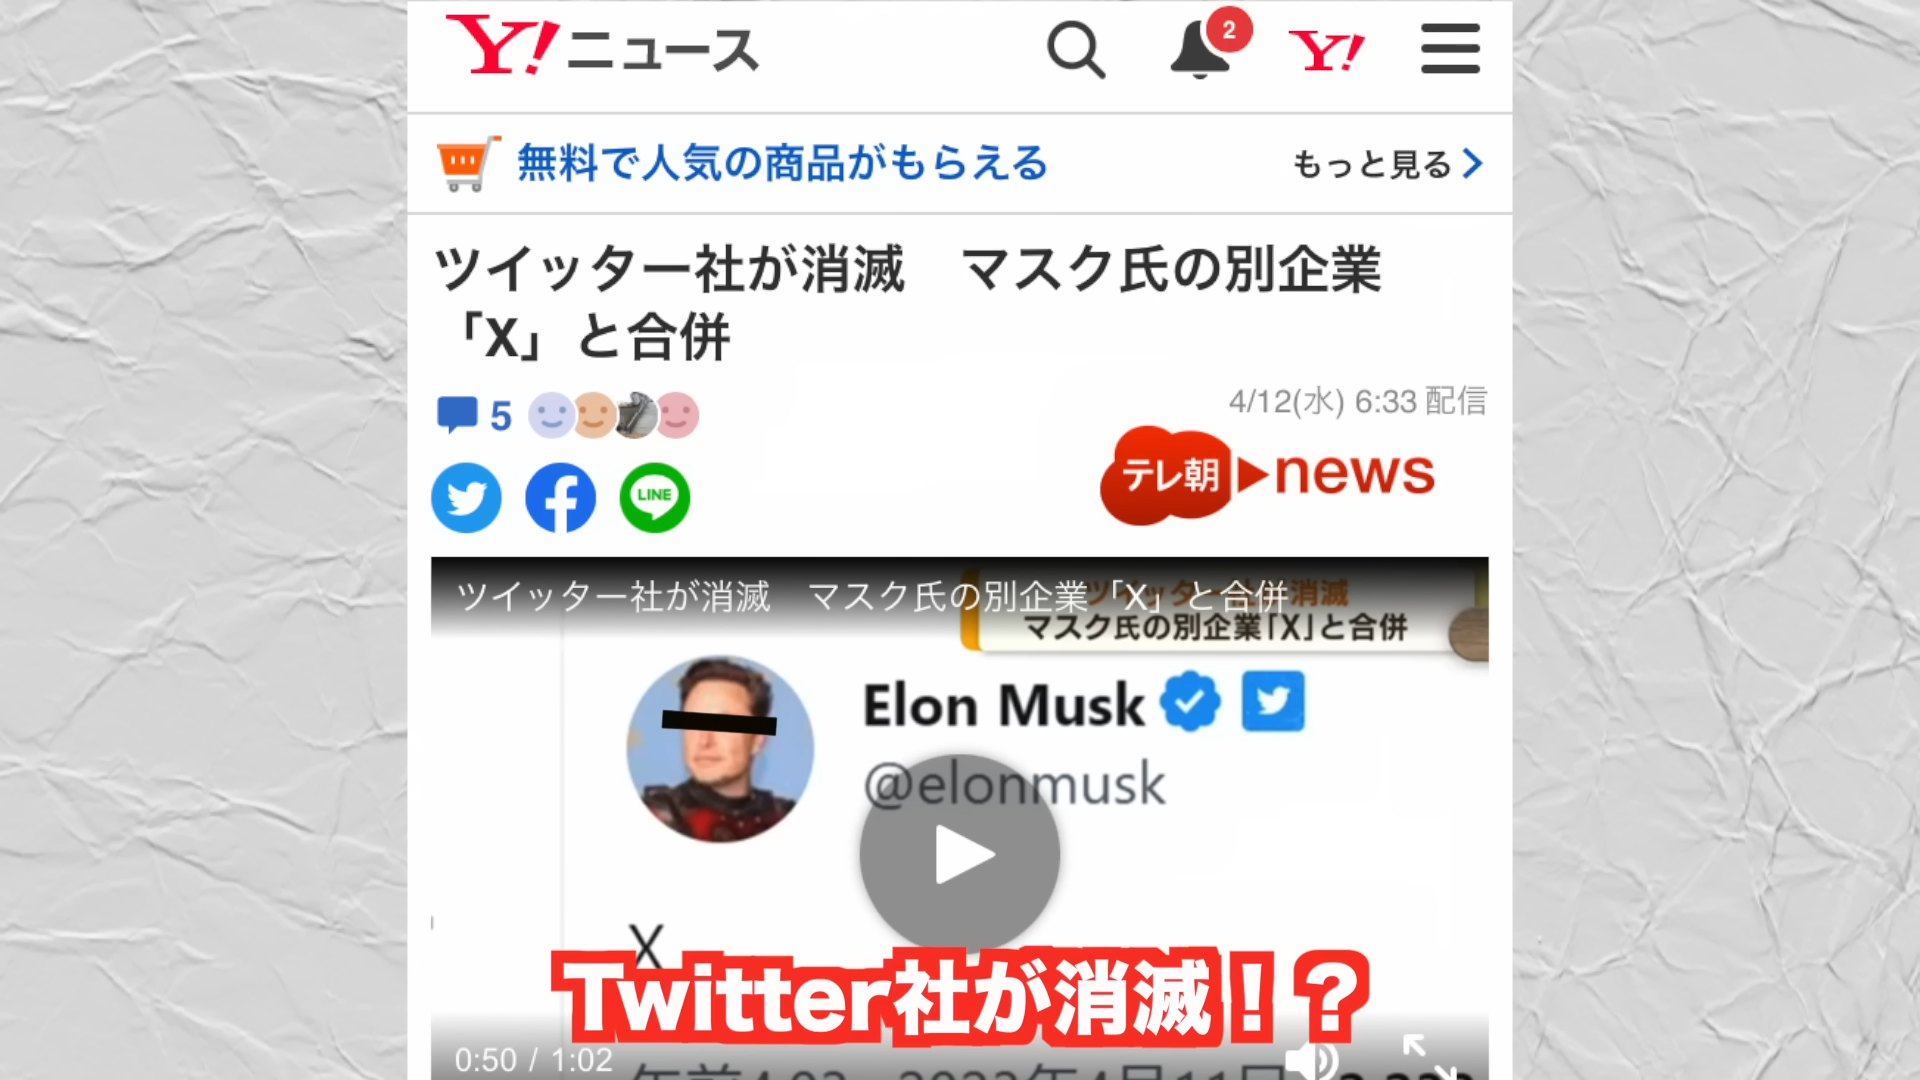 Y!ニュース
2
Y!
無料で人気の商品がもらえる
もっと見る
ツイッター社が消滅　マスク氏の別企業
「X」と合併
5
4/12(水) 6:33 配信
LINE
テレ朝news
ツイッター社が消滅　マスク氏の別企業「X」と合併
マスク氏の別企業「X」と合併
Elon Musk
@elonmusk
X
Twitter社が消滅！？
0:50 / 1:02